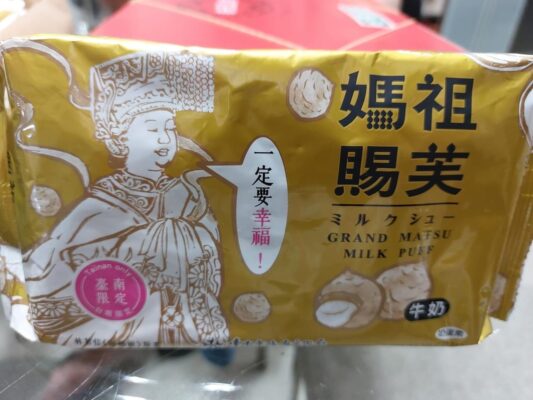 媽祖
賜芙
ミルクシュー
GRAND MATSU
MILK PUFF
一定要幸福!
Tainan only
臺南
限定
牛奶